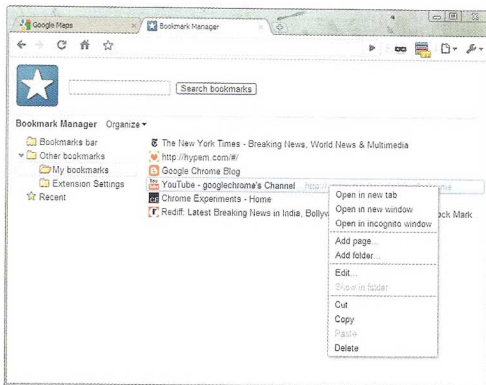 Google Maps
Bookmark Manager
Search bookmarks
Bookmark Manager Organize
Bookmarks bar
Other bookmarks
My bookmarks
Extension Settings
Recent
The New York Times - Breaking News, World News & Multimedia
http://hypem.com/#/
Google Chrome Blog
YouTube - googlechrome's Channel
Chrome Experiments - Home
Rediff: Latest Breaking News in India, Bollyw ock Mark
Open in new tab
Open in new window
Open in incognito window
Add page...
Add folder...
Edit...
Show in folder
Cut
Copy
Paste
Delete